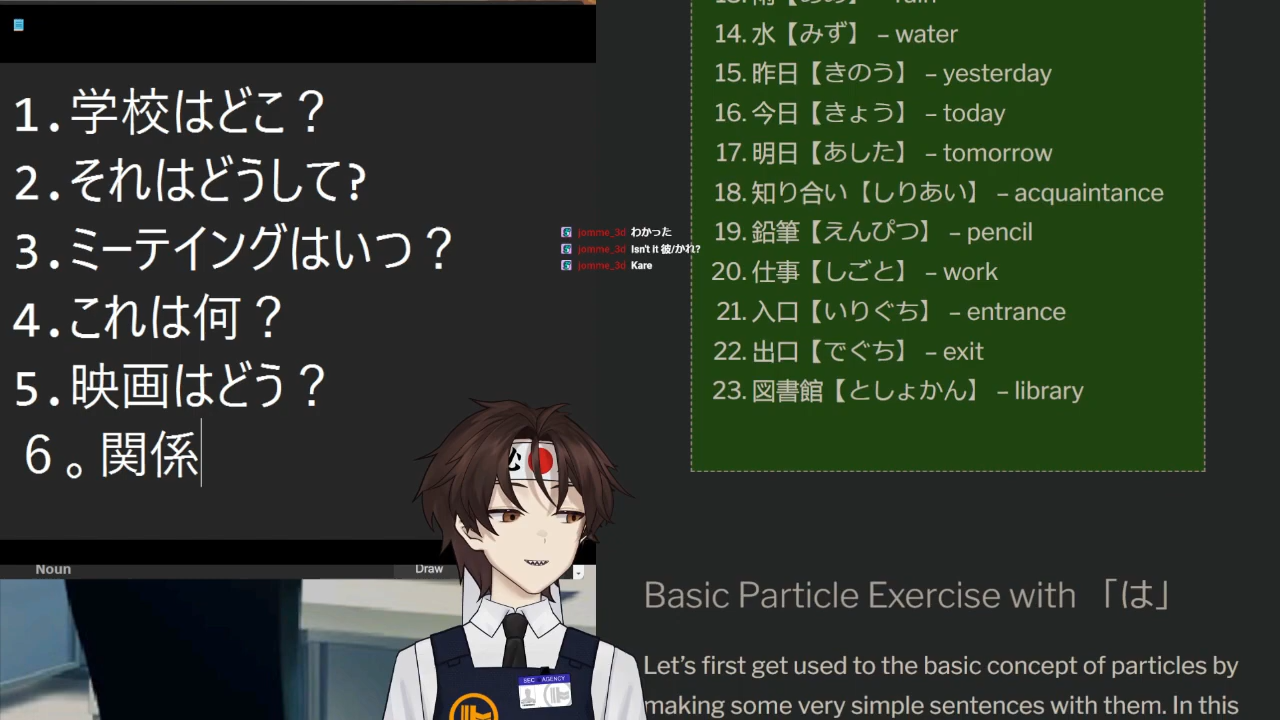 1.学校はどこ？
2.それはどうして?
3.ミーテイングはいつ？
4.これは何？
5.映画はどう？
６。関係
Noun
Draw
jomme_3d わかった
jomme_3d Isn't it 彼/かれ?
jomme_3d Kare
14. 水【みず】 – water
15. 昨日【きのう】 – yesterday
16. 今日【きょう】 – today
17. 明日【あした】 – tomorrow
18. 知り合い【しりあい】 – acquaintance
19. 鉛筆【えんぴつ】 – pencil
20. 仕事【しごと】 – work
21. 入口【いりぐち】 – entrance
22. 出口【でぐち】 – exit
23. 図書館【としょかん】 – library
Basic Particle Exercise with 「は」
Let's first get used to the basic concept of particles by
making some very simple sentences with them. In this
必
SEC AGENCY